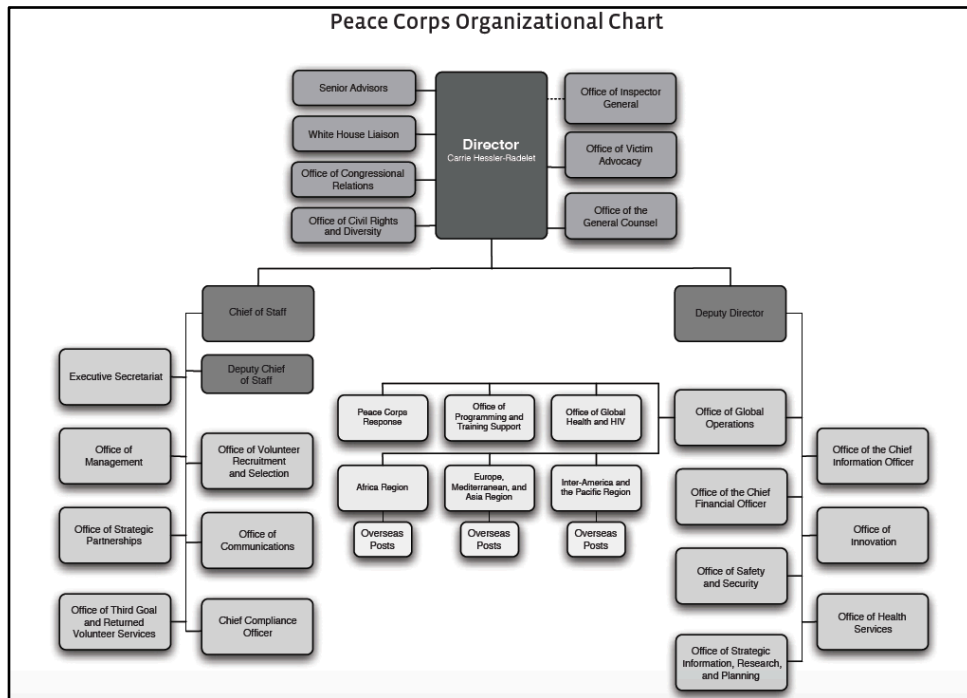 Peace Corps Organizational Chart
Senior Advisors
White House Liaison
Office of Congressional
Relations
Office of Civil Rights
and Diversity
Director
Carrie Hessler-Radelet
Office of Inspector
General
Office of Victim
Advocacy
Office of the
General Counsel
Chief of Staff
Deputy Chief
of Staff
Executive Secretariat
Office of
Management
Office of Volunteer
Recruitment
and Selection
Office of Strategic
Partnerships
Office of
Communications
Office of Third Goal
and Returned
Volunteer Services
Chief Compliance
Officer
Deputy Director
Office of Global
Operations
Peace Corps
Response
Office of
Programming and
Training Support
Office of Global
Health and HIV
Africa Region
Europe,
Mediterranean, and
Asia Region
Inter-America and
the Pacific Region
Overseas
Posts
Overseas
Posts
Overseas
Posts
Office of the Chief
Information Officer
Office of the Chief
Financial Officer
Office of
Innovation
Office of Safety
and Security
Office of Health
Services
Office of Strategic
Information, Research,
and Planning